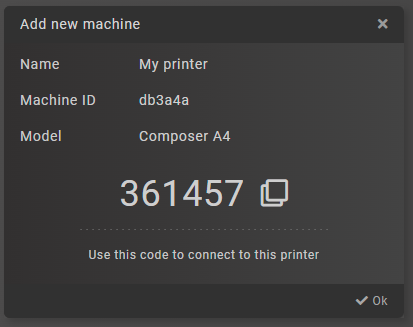 Add new machine
Name My printer
Machine ID db3a4a
Model Composer A4
361457
Use this code to connect to this printer
Ok